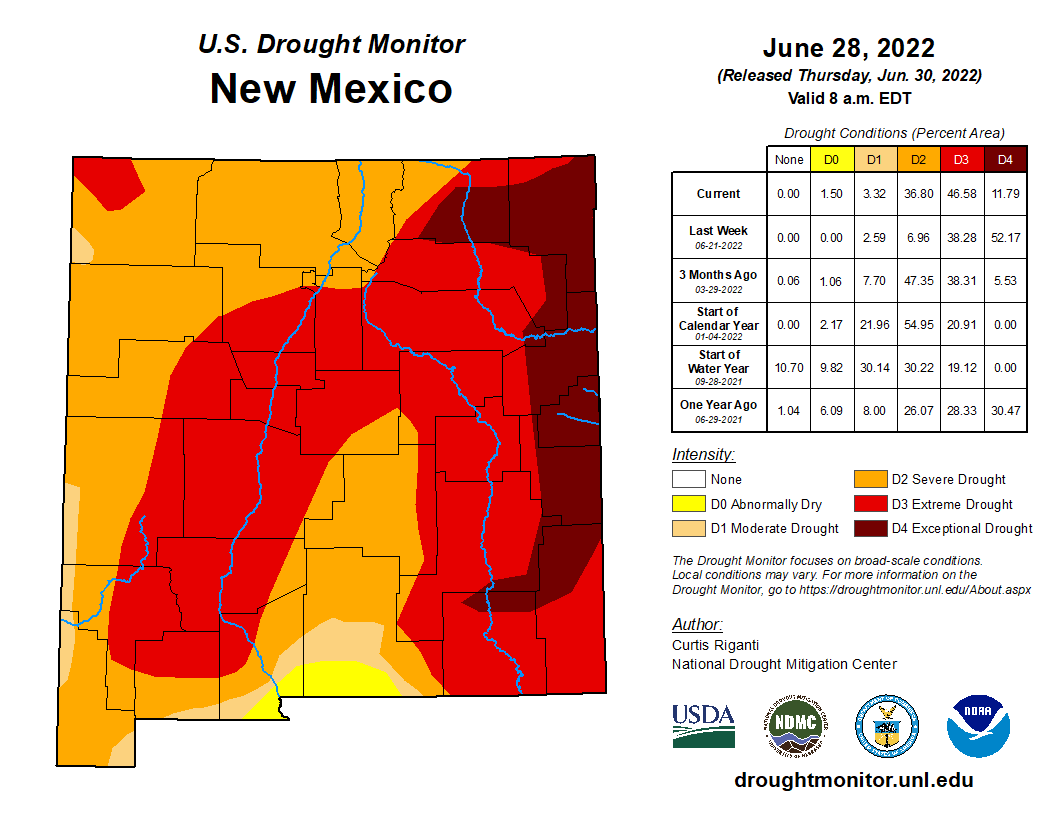 U.S. Drought Monitor
New Mexico
June 28, 2022
(Released Thursday, Jun. 30, 2022)
Valid 8 a.m. EDT
Drought Conditions (Percent Area)
None D0 D1 D2 D3 D4
Current 0.00 1.50 3.32 36.80 46.58 11.79
Last Week 0.00 0.00 2.59 6.96 38.28 52.17
06-21-2022
3 Months Ago 0.06 1.06 7.70 47.35 38.31 5.53
03-29-2022
Start of
Calendar Year 0.00 2.17 21.96 54.95 20.91 0.00
01-04-2022
Start of
Water Year 10.70 9.82 30.14 30.22 19.12 0.00
09-28-2021
One Year Ago 1.04 6.09 8.00 26.07 28.33 30.47
06-29-2021
Intensity:
None
D0 Abnormally Dry
D1 Moderate Drought
D2 Severe Drought
D3 Extreme Drought
D4 Exceptional Drought
The Drought Monitor focuses on broad-scale conditions.
Local conditions may vary. For more information on the
Drought Monitor, go to https://droughtmonitor.unl.edu/About.aspx
Author:
Curtis Riganti
National Drought Mitigation Center
USDA
NDMC
NOAA
droughtmonitor.unl.edu